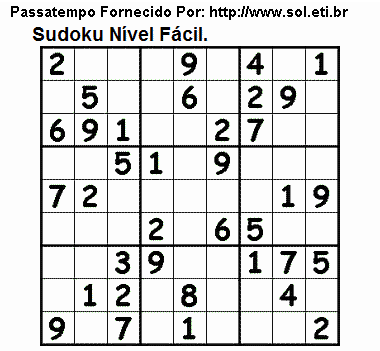 Passatempo Fornecido Por: http://www.sol.eti.br
Sudoku Nível Fácil.
2 9 4 1
5 6 2 9
6 9 1 2 7
5 1 9
7 2 1 9
2 6 5
3 9 1 7 5
1 2 8 4
9 7 1 2